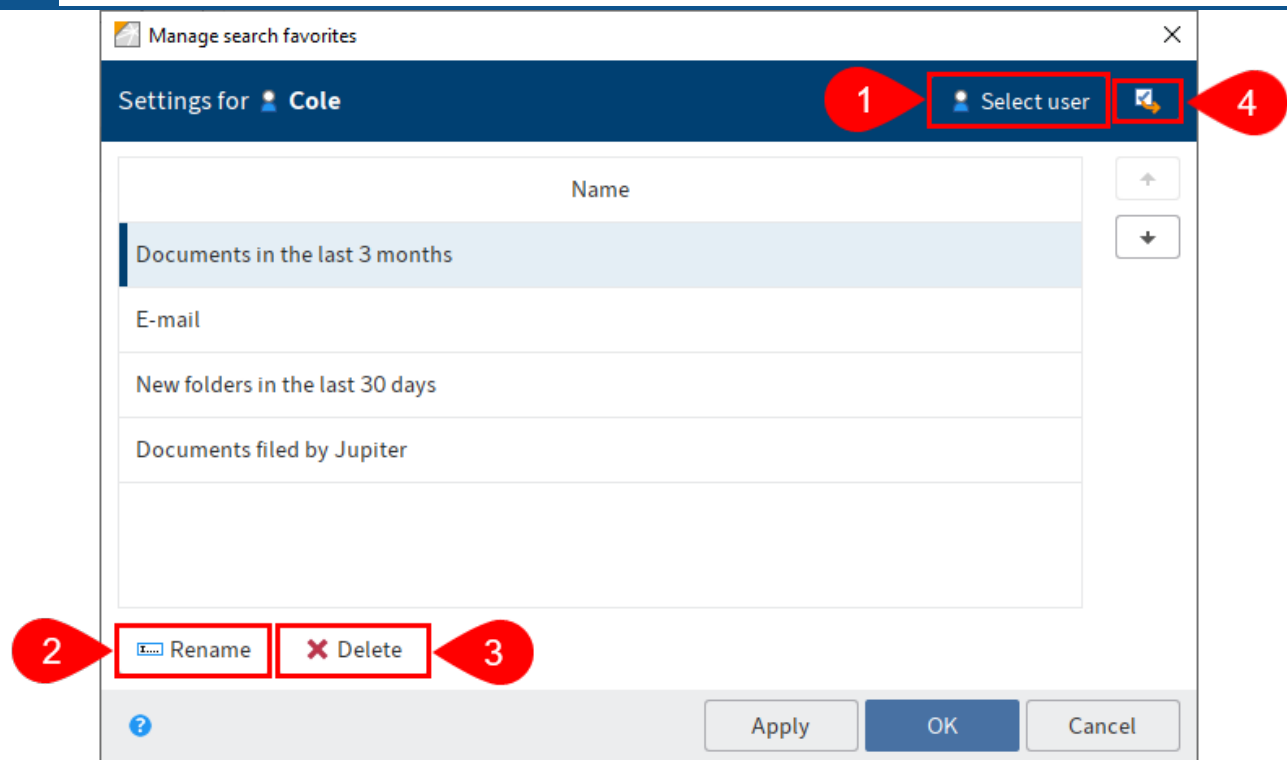 Manage search favorites
Settings for Cole
1
Select user
4
Name
Documents in the last 3 months
E-mail
New folders in the last 30 days
Documents filed by Jupiter
2
Rename
Delete
3
?
Apply
OK
Cancel